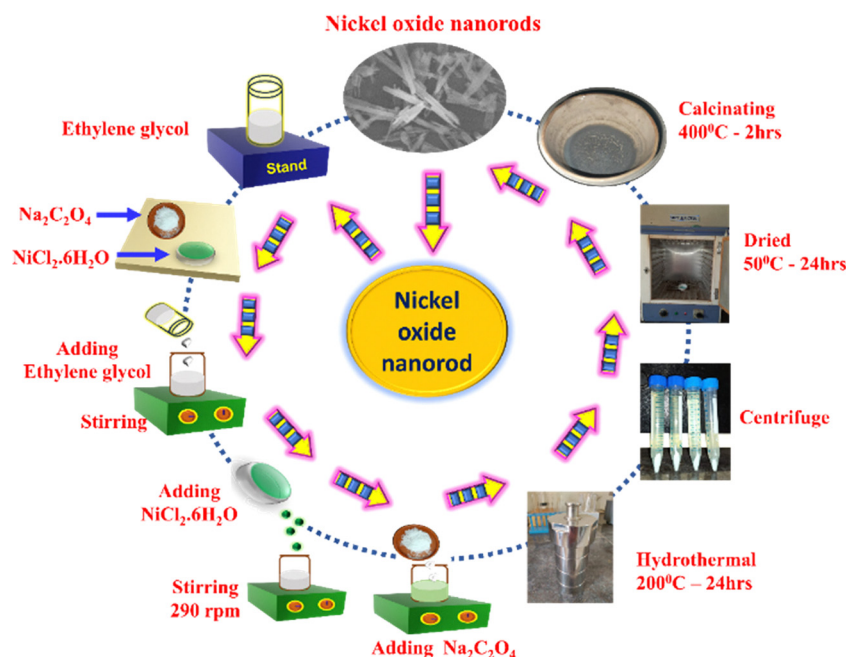 Nickel oxide nanorods
Ethylene glycol
Stand
Na₂C₂O₄
NiCl₂.6H₂O
Adding
Ethylene glycol
Stirring
Adding
NiCl₂.6H₂O
Stirring
290 rpm
Adding Na₂C₂O₄
Hydrothermal
200⁰C – 24hrs
Centrifuge
Dried
50⁰C - 24hrs
Calcinating
400⁰C - 2hrs
Nickel
oxide
nanorod